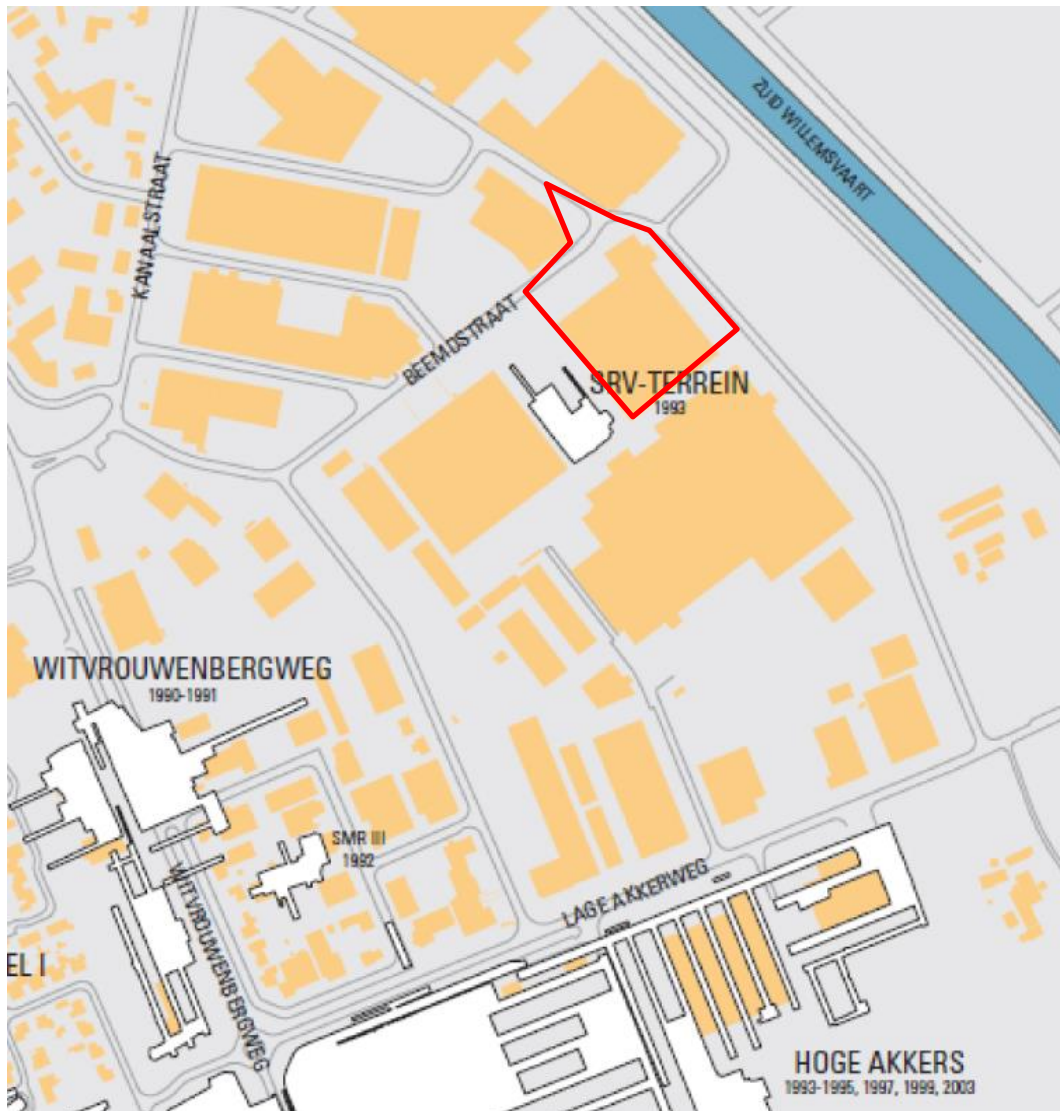 ZUID WILLEMSVAART
KANAALSTRAAT
BEEMDSTRAAT
SRV-TERREIN
1993
WITVROUWENBERGWEG
1990-1991
SMR III
1992
LAGE AKKERWEG
WITVROUWENBERGWEG
EL I
HOGE AKKERS
1993-1995, 1997, 1999, 2003